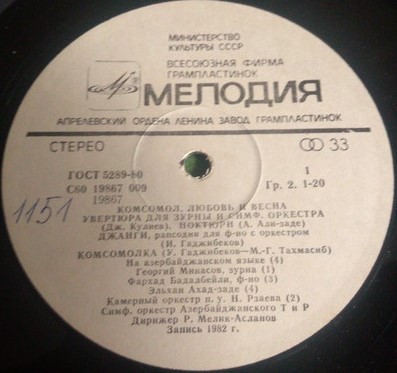 МИНИСТЕРСТВО
КУЛЬТУРЫ СССР
ВСЕСОЮЗНАЯ ФИРМА
ГРАМПЛАСТИНОК
МЕЛОДИЯ
АПРЕЛЕВСКИЙ ОРДЕНА ЛЕНИНА ЗАВОД ГРАМПЛАСТИНОК
СТЕРЕО
33
ГОСТ 5289-80
1
С60 19867 009
Гр. 2. 1-20
19867
1151
КОМСОМОЛ, ЛЮБОВЬ И ВЕСНА
УВЕРТЮРА ДЛЯ ЗУРНЫ И СИМФ. ОРКЕСТРА
(Дж. Кулиев). НОКТЮРН (А. Али-заде)
ДЖАНГИ, рапсодия для ф-но с оркестром
(И. Гаджибеков)
КОМСОМОЛКА (У. Гаджибеков—М.-Г. Тахмасиб)
На азербайджанском языке (4)
Георгий Минасов, зурна (1)
Фархад Бадалбейли, ф-но (3)
Эльхан Ахад-заде (4)
Камерный оркестр п. у. Н. Рзаева (2)
Симф. оркестр Азербайджанского Т и Р
Дирижер Р. Мелик-Асланов
Запись 1982 г.